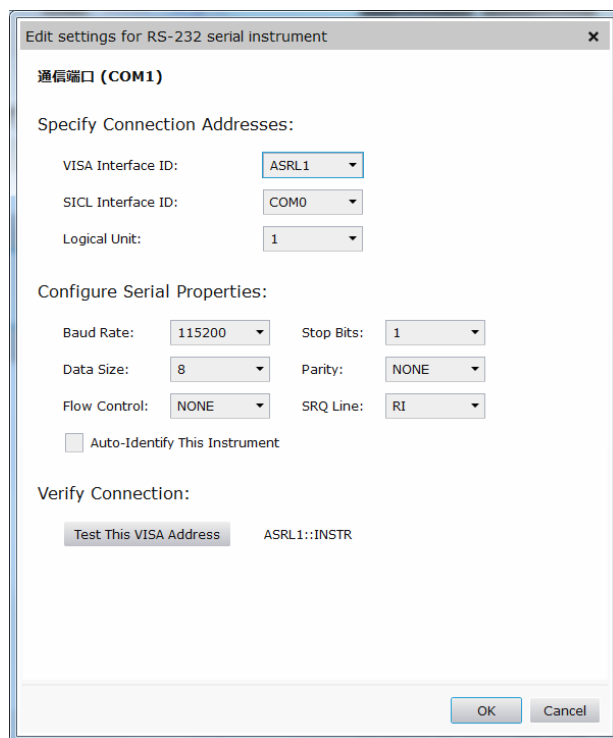 Edit settings for RS-232 serial instrument
通信端口 (COM1)
Specify Connection Addresses:
VISA Interface ID: ASRL1
SICL Interface ID: COM0
Logical Unit: 1
Configure Serial Properties:
Baud Rate: 115200 Stop Bits: 1
Data Size: 8 Parity: NONE
Flow Control: NONE SRQ Line: RI
Auto-Identify This Instrument
Verify Connection:
Test This VISA Address ASRL1::INSTR
OK Cancel